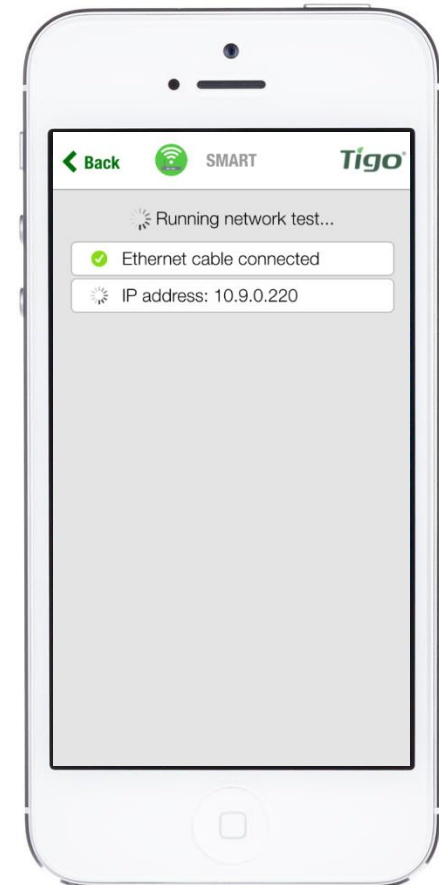 Back
SMART
Tigo
Running network test...
Ethernet cable connected
IP address: 10.9.0.220